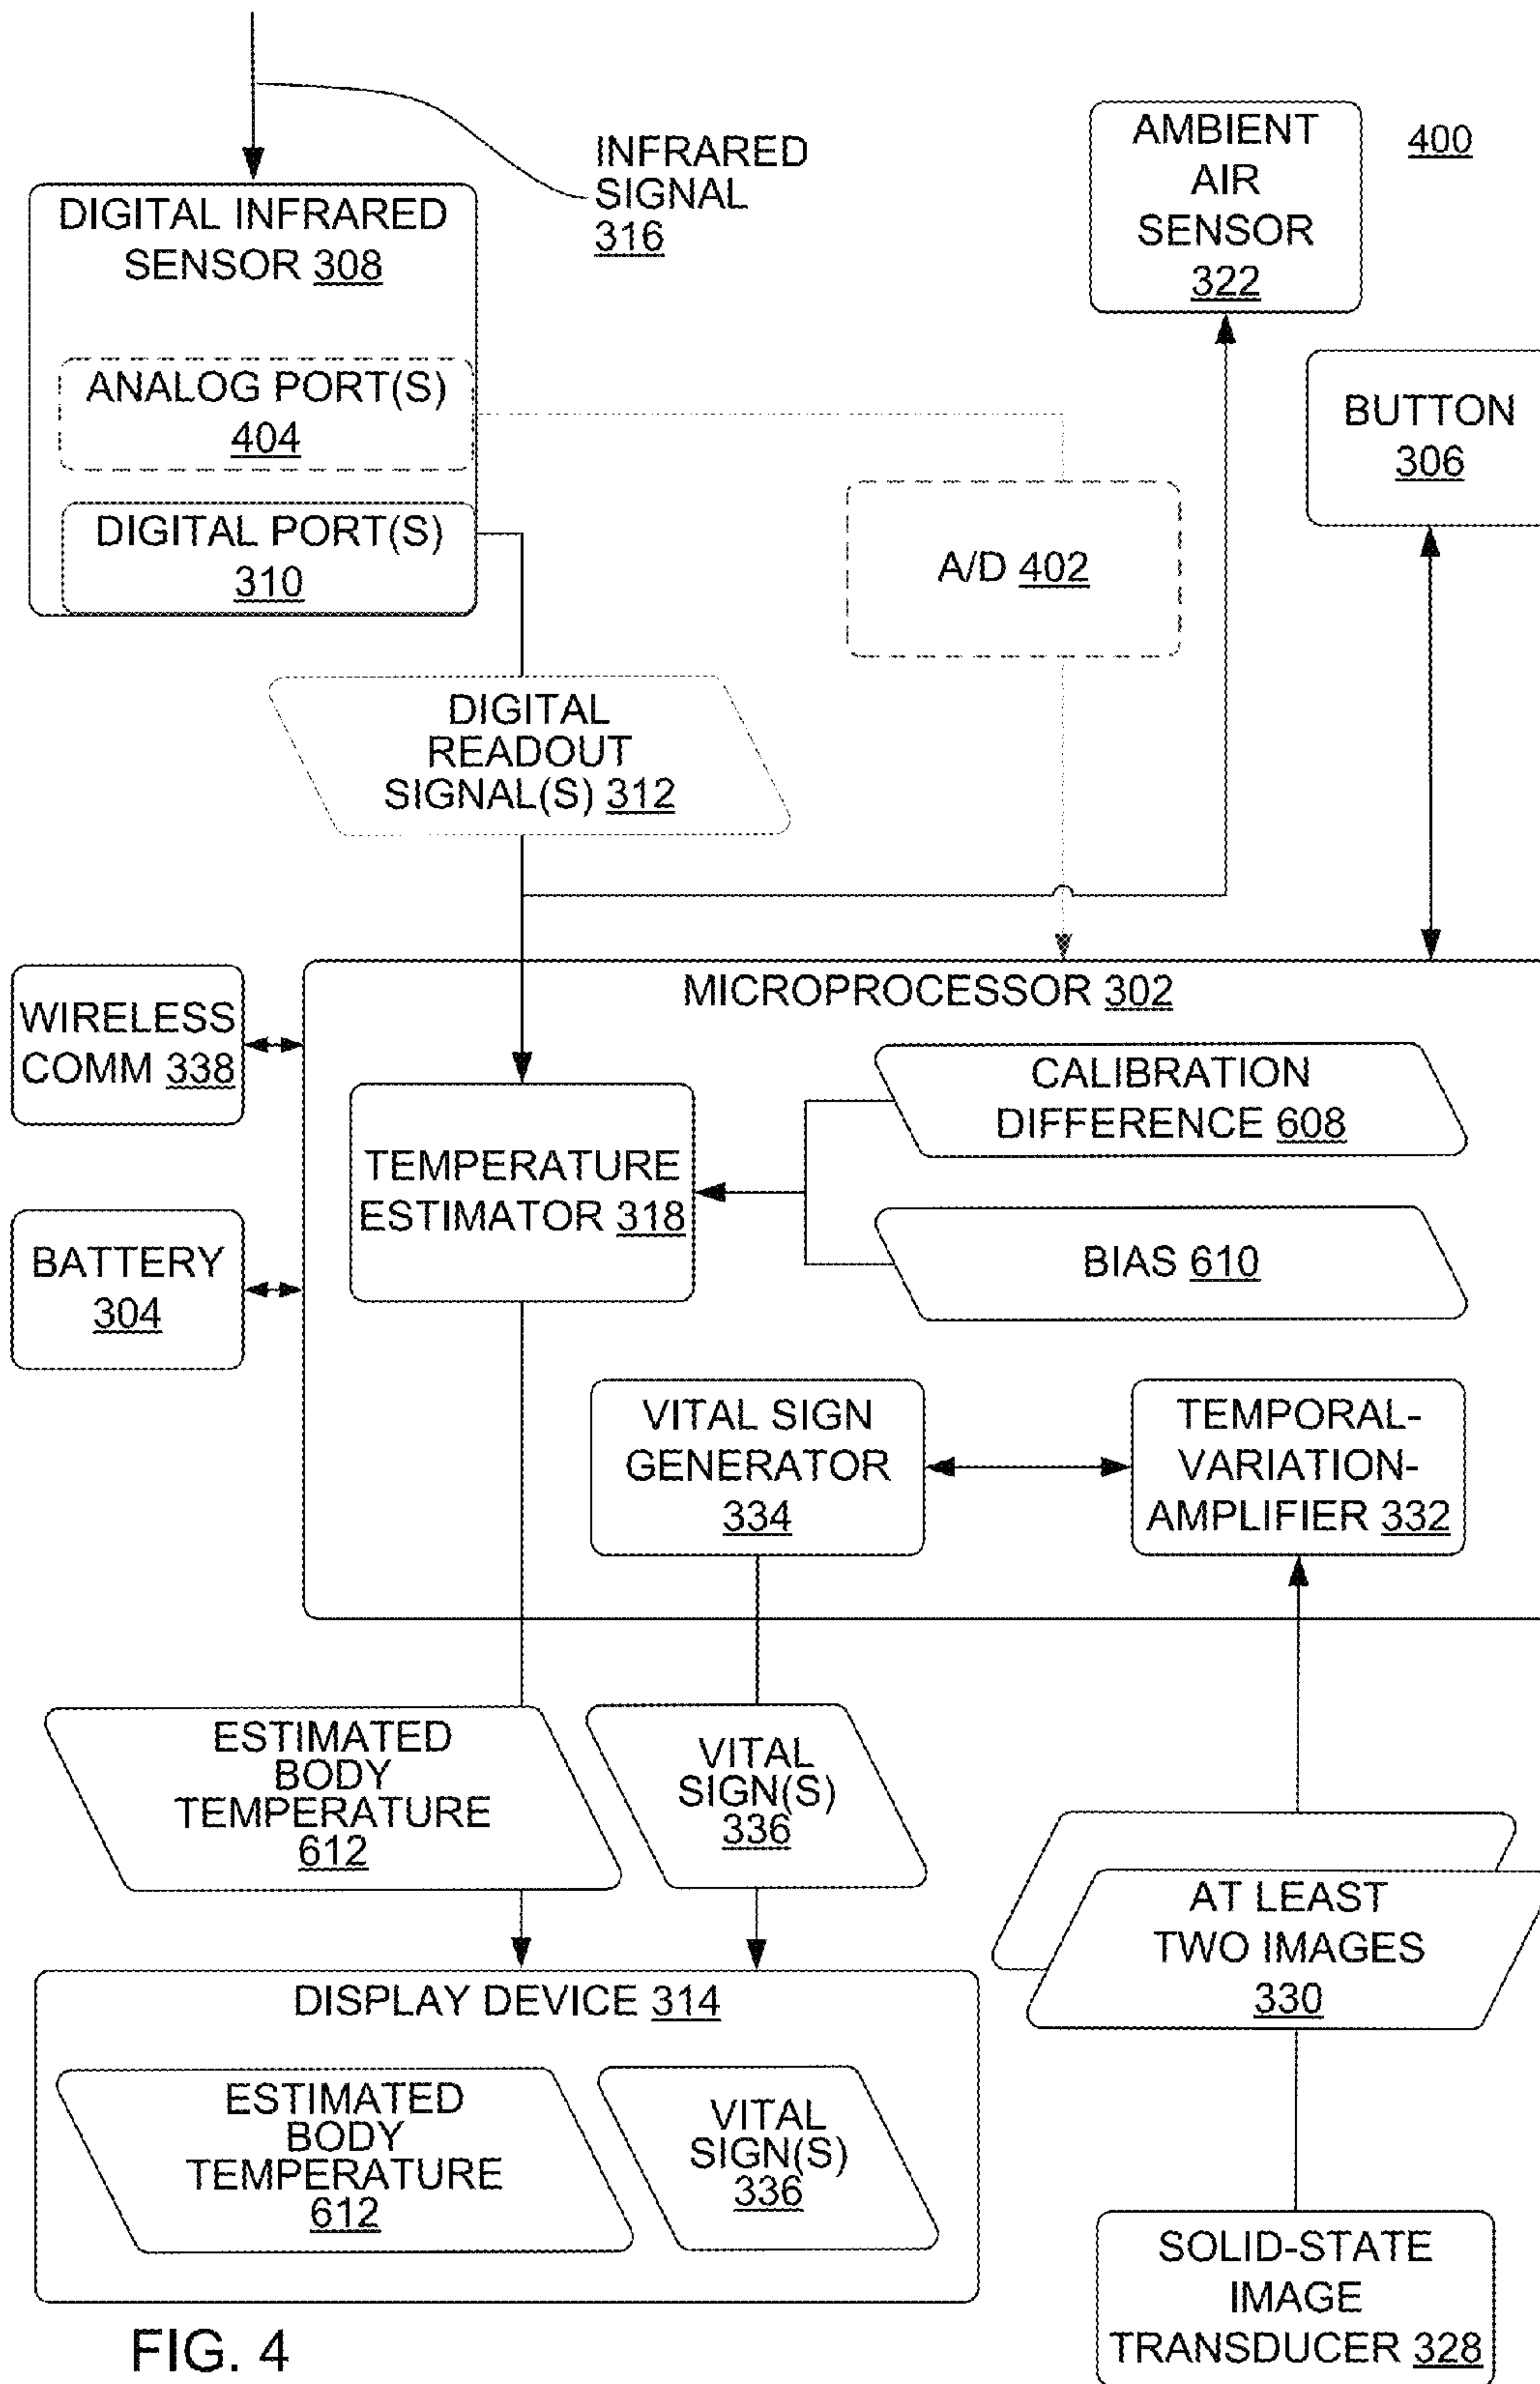 INFRARED
SIGNAL
316
AMBIENT
AIR
SENSOR
322
400
DIGITAL INFRARED
SENSOR 308
ANALOG PORT(S)
404
DIGITAL PORT(S)
310
BUTTON
306
A/D 402
DIGITAL
READOUT
SIGNAL(S) 312
MICROPROCESSOR 302
WIRELESS
COMM 338
CALIBRATION
DIFFERENCE 608
TEMPERATURE
ESTIMATOR 318
BATTERY
304
BIAS 610
VITAL SIGN
GENERATOR
334
TEMPORAL-
VARIATION-
AMPLIFIER 332
ESTIMATED
BODY
TEMPERATURE
612
VITAL
SIGN(S)
336
AT LEAST
TWO IMAGES
330
DISPLAY DEVICE 314
ESTIMATED
BODY
TEMPERATURE
612
VITAL
SIGN(S)
336
SOLID-STATE
IMAGE
TRANSDUCER 328
FIG. 4